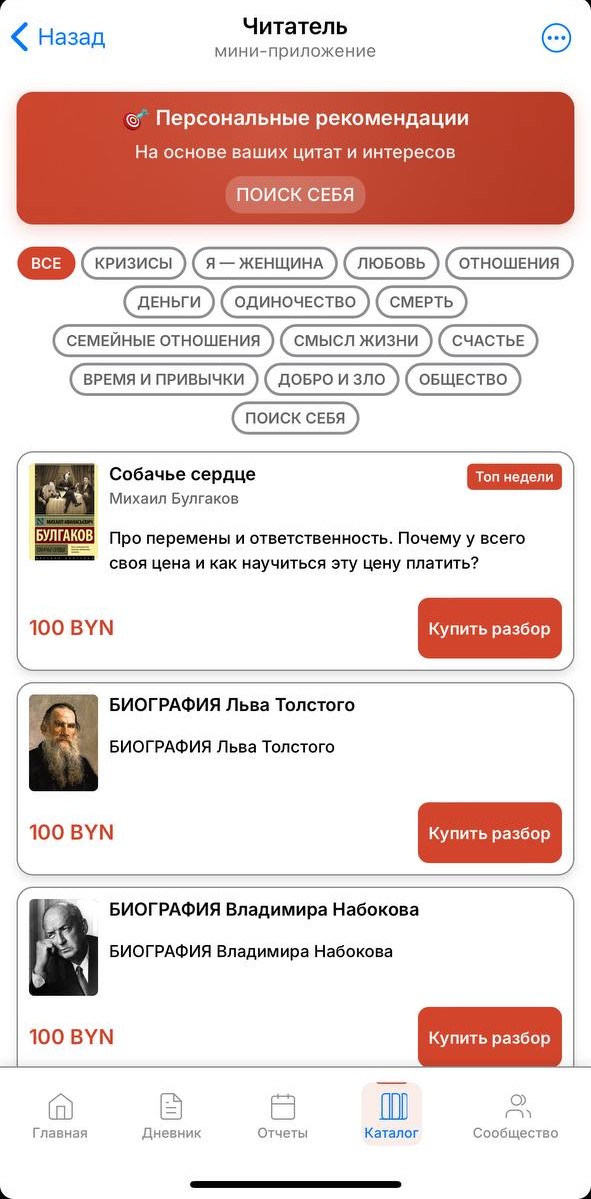 Назад
Читатель
мини-приложение
Персональные рекомендации
На основе ваших цитат и интересов
ПОИСК СЕБЯ
ВСЕ КРИЗИСЫ Я — ЖЕНЩИНА ЛЮБОВЬ ОТНОШЕНИЯ
ДЕНЬГИ ОДИНОЧЕСТВО СМЕРТЬ
СЕМЕЙНЫЕ ОТНОШЕНИЯ СМЫСЛ ЖИЗНИ СЧАСТЬЕ
ВРЕМЯ И ПРИВЫЧКИ ДОБРО И ЗЛО ОБЩЕСТВО
ПОИСК СЕБЯ
МИХАИЛ АФАНАСЬЕВИЧ
БУЛГАКОВ
Собачье сердце
Топ недели
Михаил Булгаков
Про перемены и ответственность. Почему у всего
своя цена и как научиться эту цену платить?
100 BYN
Купить разбор
БИОГРАФИЯ Льва Толстого
БИОГРАФИЯ Льва Толстого
100 BYN
Купить разбор
БИОГРАФИЯ Владимира Набокова
БИОГРАФИЯ Владимира Набокова
100 BYN
Купить разбор
Главная Дневник Отчеты Каталог Сообщество